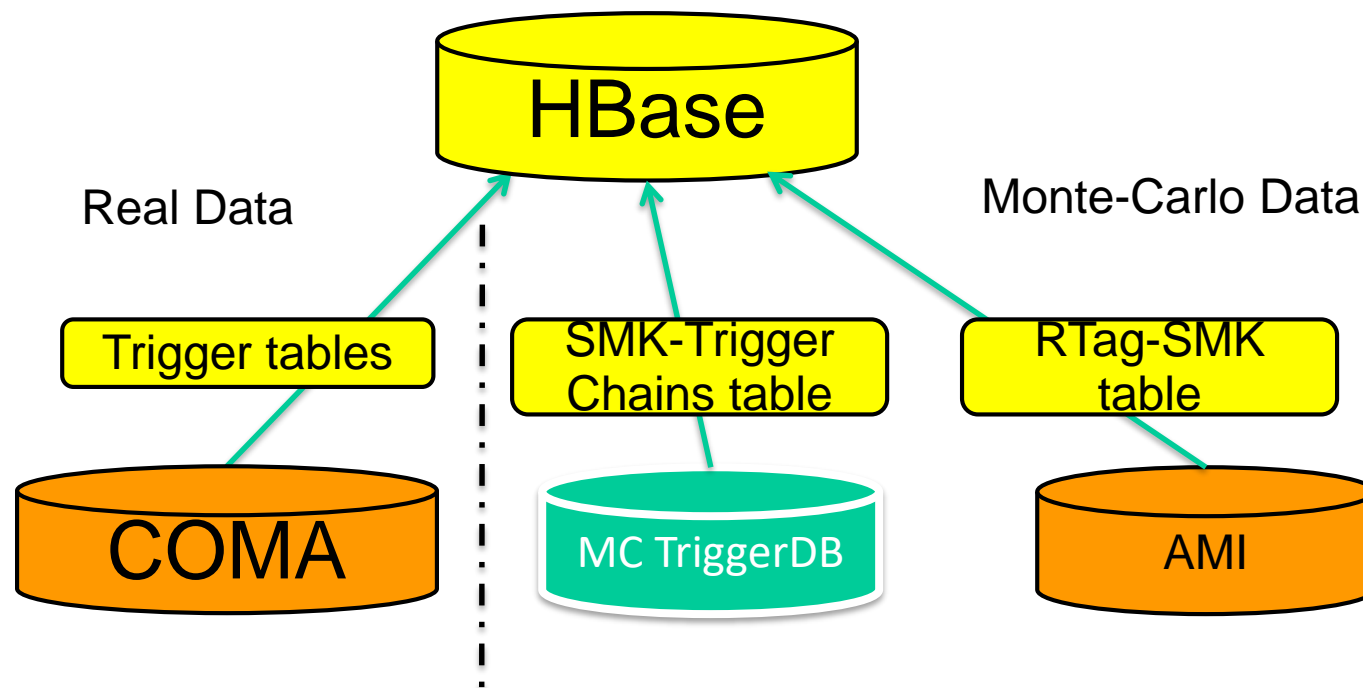 HBase
Real Data
Monte-Carlo Data
Trigger tables
SMK-Trigger
Chains table
RTag-SMK
table
COMA
MC TriggerDB
AMI